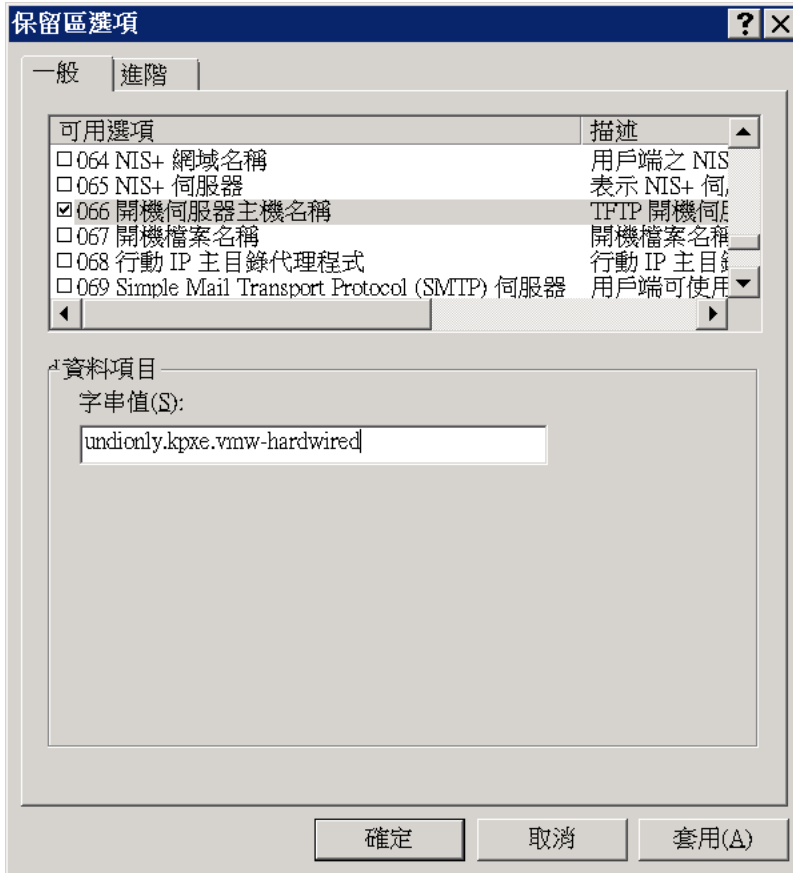 保留區選項
一般 進階
可用選項 描述
064 NIS+ 網域名稱 用戶端之 NIS
065 NIS+ 伺服器 表示 NIS+ 伺
066 開機伺服器主機名稱 TFTP 開機伺服
067 開機檔案名稱 開機檔案名稱
068 行動 IP 主目錄代理程式 行動 IP 主目錄
069 Simple Mail Transport Protocol (SMTP) 伺服器 用戶端可使用
資料項目
字串值(S):
undionly.kpxe.vmw-hardwired
確定 取消 套用(A)